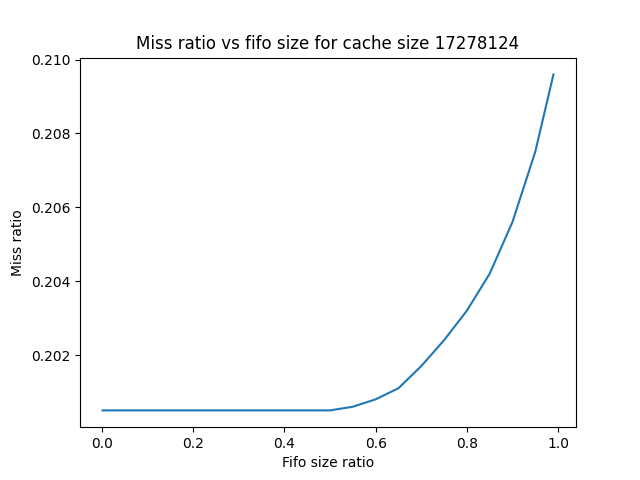 Miss ratio vs fifo size for cache size 17278124
0.210
0.208
0.206
0.204
0.202
Miss ratio
0.0 0.2 0.4 0.6 0.8 1.0
Fifo size ratio